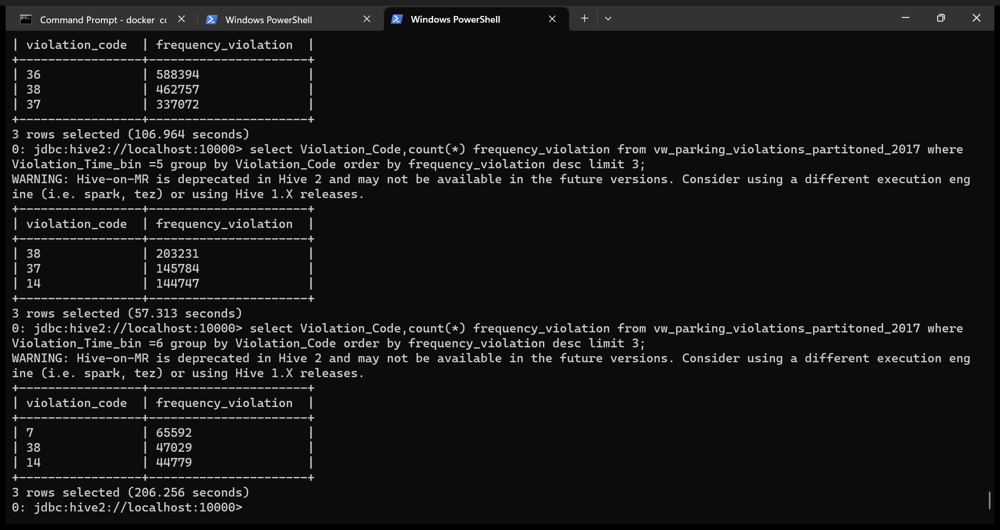 Command Prompt - docker cc
Windows PowerShell
Windows PowerShell
| violation_code | frequency_violation |
+-----------------+----------------------+
| 36 | 588394 |
| 38 | 462757 |
| 37 | 337072 |
+-----------------+----------------------+
3 rows selected (106.964 seconds)
0: jdbc:hive2://localhost:10000> select Violation_Code,count(*) frequency_violation from vw_parking_violations_partitoned_2017 where
Violation_Time_bin =5 group by Violation_Code order by frequency_violation desc limit 3;
WARNING: Hive-on-MR is deprecated in Hive 2 and may not be available in the future versions. Consider using a different execution eng
ine (i.e. spark, tez) or using Hive 1.X releases.
+-----------------+----------------------+
| violation_code | frequency_violation |
+-----------------+----------------------+
| 38 | 203231 |
| 37 | 145784 |
| 14 | 144747 |
+-----------------+----------------------+
3 rows selected (57.313 seconds)
0: jdbc:hive2://localhost:10000> select Violation_Code,count(*) frequency_violation from vw_parking_violations_partitoned_2017 where
Violation_Time_bin =6 group by Violation_Code order by frequency_violation desc limit 3;
WARNING: Hive-on-MR is deprecated in Hive 2 and may not be available in the future versions. Consider using a different execution eng
ine (i.e. spark, tez) or using Hive 1.X releases.
+-----------------+----------------------+
| violation_code | frequency_violation |
+-----------------+----------------------+
| 7 | 65592 |
| 38 | 47029 |
| 14 | 44779 |
+-----------------+----------------------+
3 rows selected (206.256 seconds)
0: jdbc:hive2://localhost:10000>